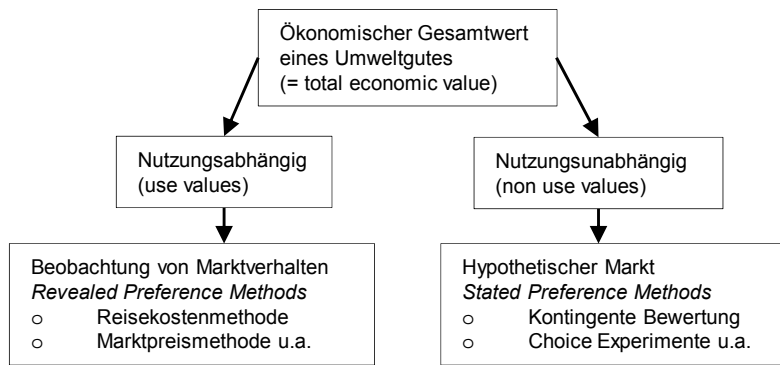 Ökonomischer Gesamtwert
eines Umweltgutes
(= total economic value)
Nutzungsabhängig
(use values)
Nutzungsunabhängig
(non use values)
Beobachtung von Marktverhalten
Revealed Preference Methods
o Reisekostenmethode
o Marktpreismethode u.a.
Hypothetischer Markt
Stated Preference Methods
o Kontingente Bewertung
o Choice Experimente u.a.